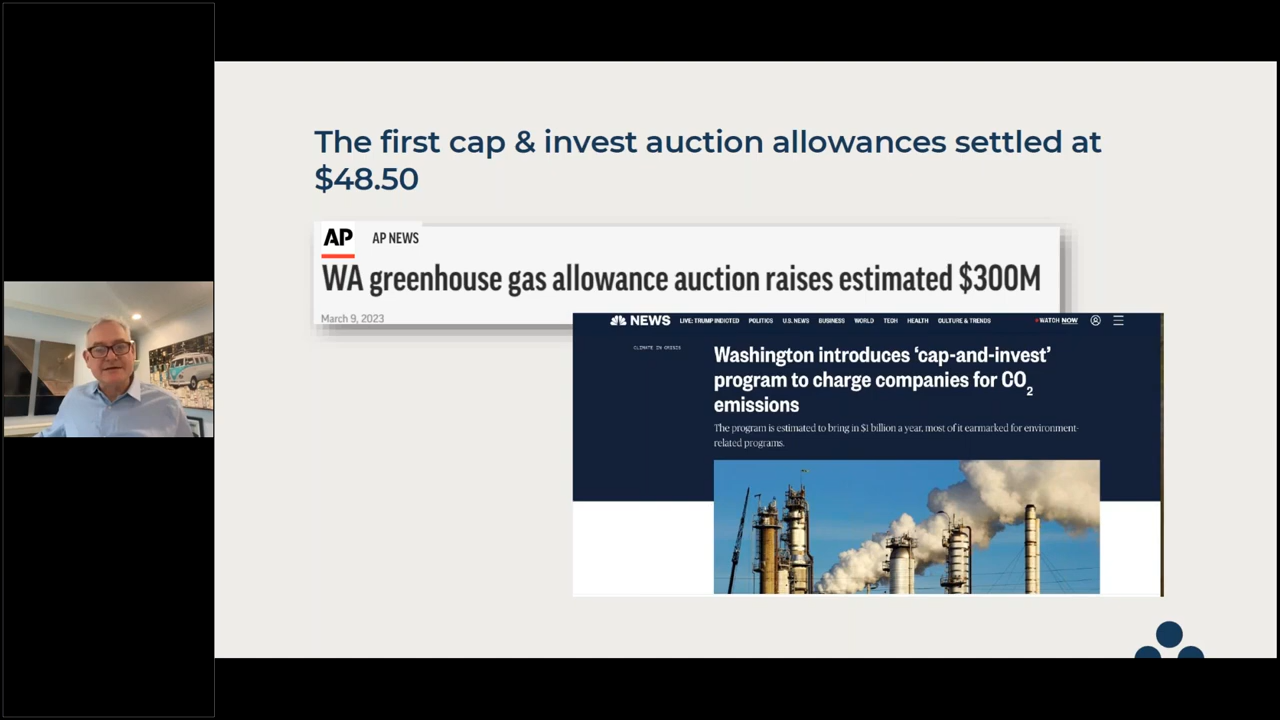 The first cap & invest auction allowances settled at
$48.50
AP AP NEWS
WA greenhouse gas allowance auction raises estimated $300M
March 9, 2023
NEWS LIVE: TRUMP INDICTED POLITICS U.S. NEWS BUSINESS WORLD TECH HEALTH CULTURE & TRENDS WATCH NOW
CLIMATE IN CRISIS
Washington introduces ‘cap-and-invest’
program to charge companies for CO2
emissions
The program is estimated to bring in $1 billion a year, most of it earmarked for environment-
related programs.